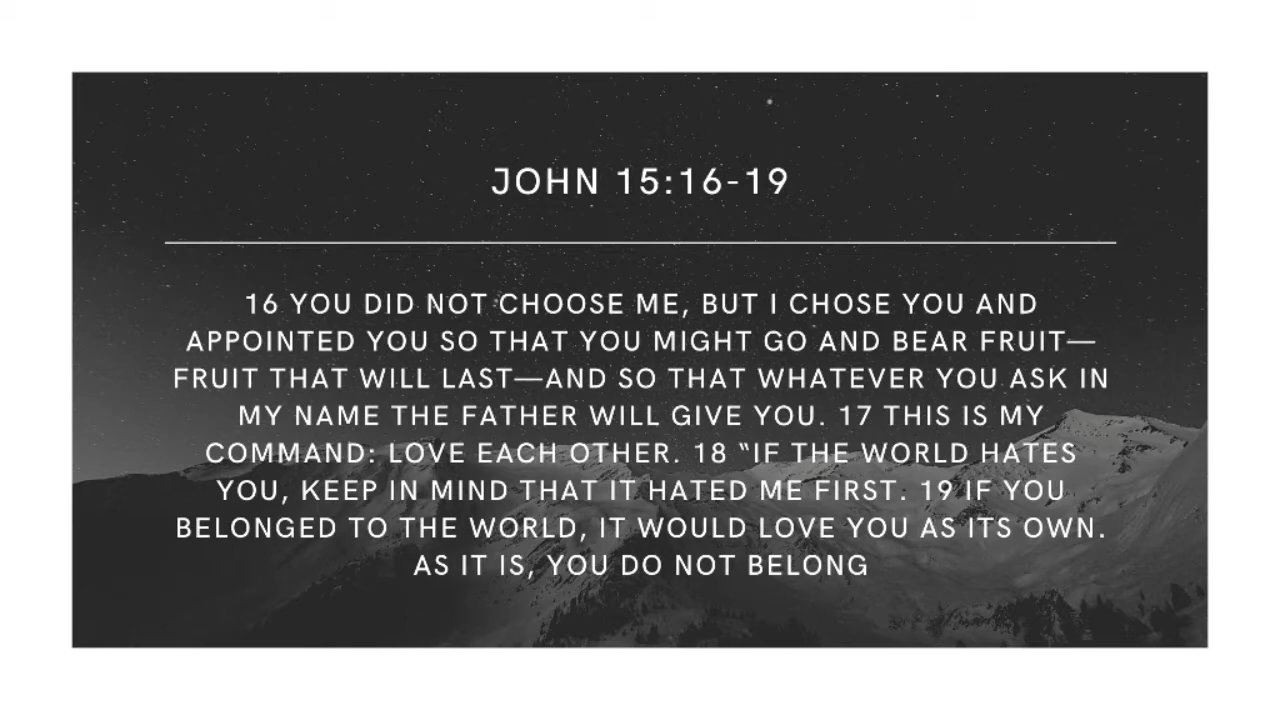 JOHN 15:16-19
16 YOU DID NOT CHOOSE ME, BUT I CHOSE YOU AND
APPOINTED YOU SO THAT YOU MIGHT GO AND BEAR FRUIT—
FRUIT THAT WILL LAST—AND SO THAT WHATEVER YOU ASK IN
MY NAME THE FATHER WILL GIVE YOU. 17 THIS IS MY
COMMAND: LOVE EACH OTHER. 18 “IF THE WORLD HATES
YOU, KEEP IN MIND THAT IT HATED ME FIRST. 19 IF YOU
BELONGED TO THE WORLD, IT WOULD LOVE YOU AS ITS OWN.
AS IT IS, YOU DO NOT BELONG